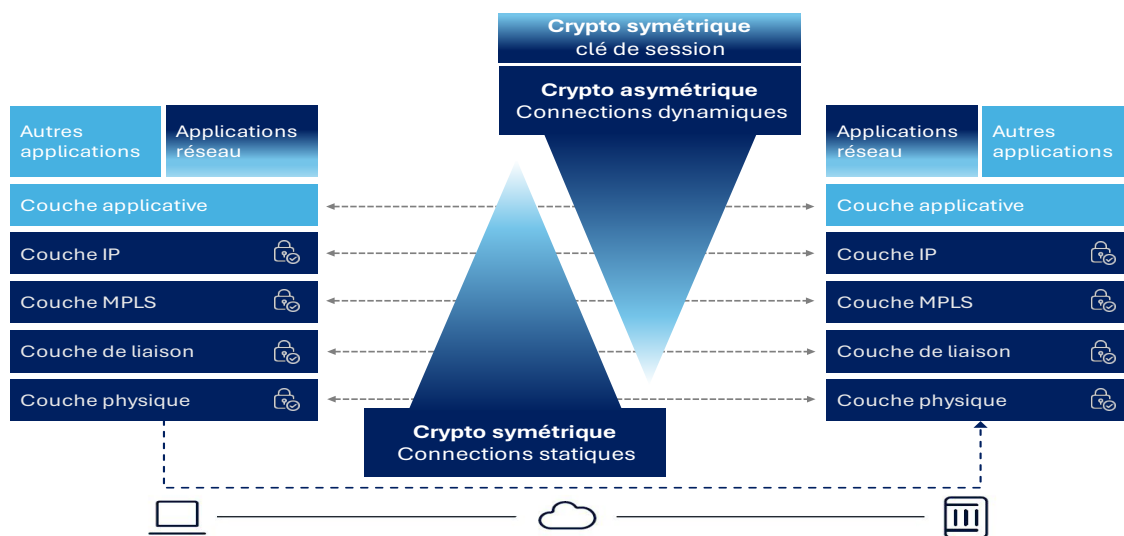 Crypto symétrique
clé de session
Crypto asymétrique
Connections dynamiques
Autres
applications
Applications
réseau
Couche applicative
Couche IP
Couche MPLS
Couche de liaison
Couche physique
Crypto symétrique
Connections statiques
Applications
réseau
Autres
applications
Couche applicative
Couche IP
Couche MPLS
Couche de liaison
Couche physique